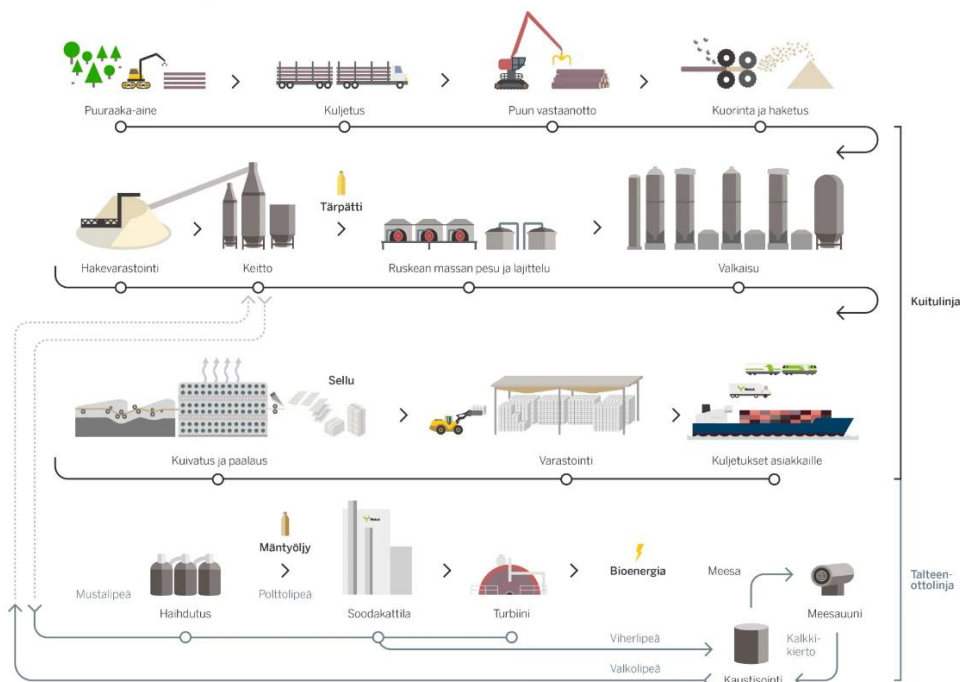 Puuraaka-aine
Kuljetus
Puun vastaanotto
Kuorinta ja haketus
Tärpätti
Hakevarastointi
Keitto
Ruskean massan pesu ja lajittelu
Valkaisu
Kuitulinja
Sellu
Kuivatus ja paalaus
Varastointi
Kuljetukset asiakkaille
Mäntyöljy
Metsä
Bioenergia
Meesa
Talteen-
ottolinja
Mustalipeä
Haihdutus
Polttolipeä
Soodakattila
Turbiini
Meesauuni
Viherlipeä
Kalkki-
kierto
Valkolipeä
Kaustisointi